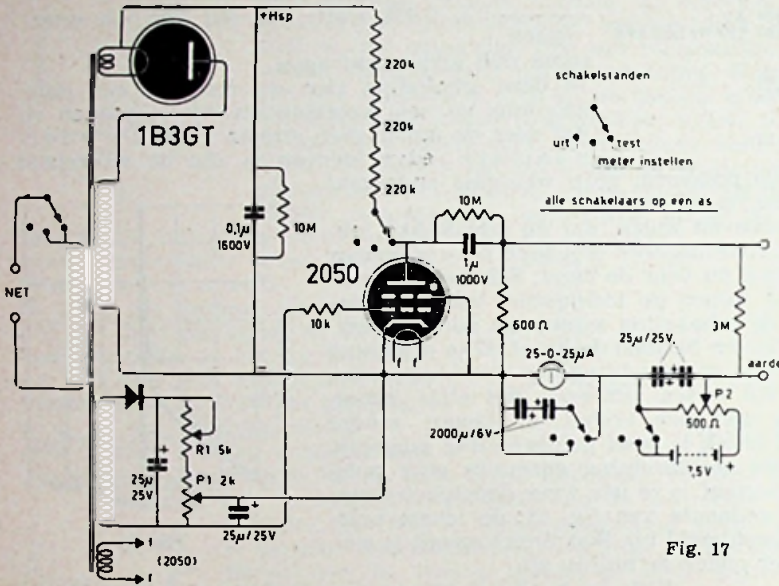 +Hsp
1B3GT
220k
220k
220k
schakelstanden
uit
test
meter instellen
alle schakelaars op een as
0,1µ
1600V
10M
10M
1µ
1000V
2050
NET
10k
600Ω
25-0-25µA
3M
25µ/25V.
aarde
f f
2000µ/6V
P2
500Ω
7,5V
+
R1 5k
P1 2k
25µ
25V
25µ/25V
f
(2050)
f
Fig. 17